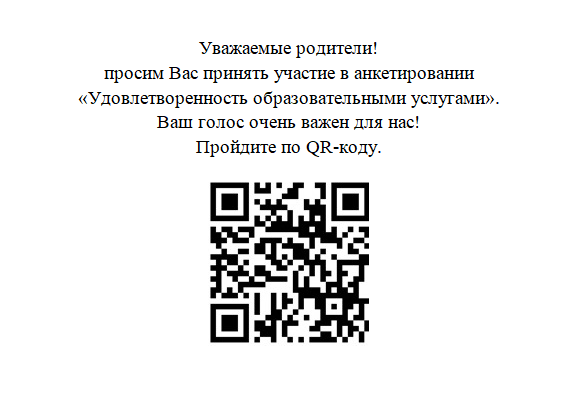 Уважаемые родители!
просим Вас принять участие в анкетировании
«Удовлетворенность образовательными услугами».
Ваш голос очень важен для нас!
Пройдите по QR-коду.